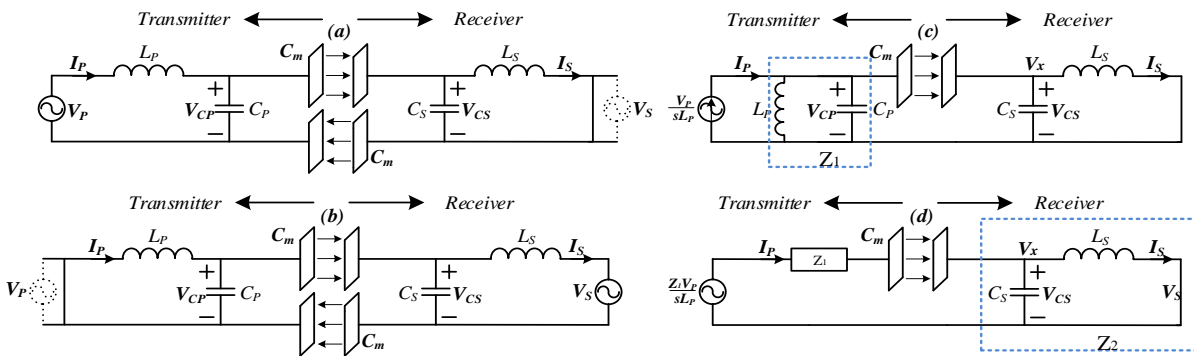 Transmitter (a) Receiver
L_P C_m L_S
I_P I_S
V_P V_CP C_P C_S V_CS V_S
+ +
− −
C_m
Transmitter (c) Receiver
C_m V_x L_S
I_P I_S
V_P/sL_P L_P V_CP C_P C_S V_CS
+ +
− −
Z_1
Transmitter (b) Receiver
L_P C_m L_S
I_P I_S
V_P V_CP C_P C_S V_CS V_S
+ +
− −
C_m
Transmitter (d) Receiver
C_m V_x L_S
I_P Z_1 I_S
Z_1V_P/sL_P C_S V_CS V_S
+
−
Z_2